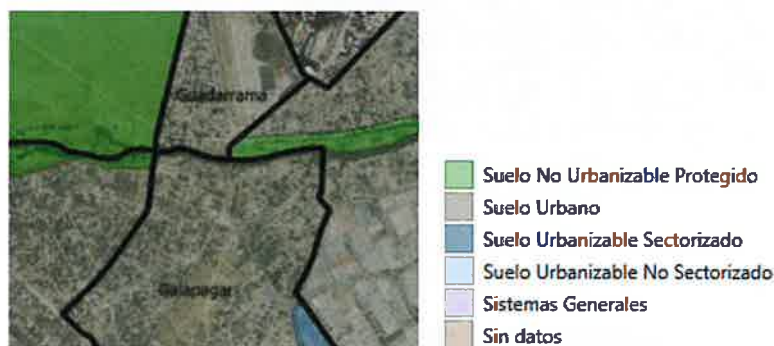 Guadarrama
Galapagar
Suelo No Urbanizable Protegido
Suelo Urbano
Suelo Urbanizable Sectorizado
Suelo Urbanizable No Sectorizado
Sistemas Generales
Sin datos